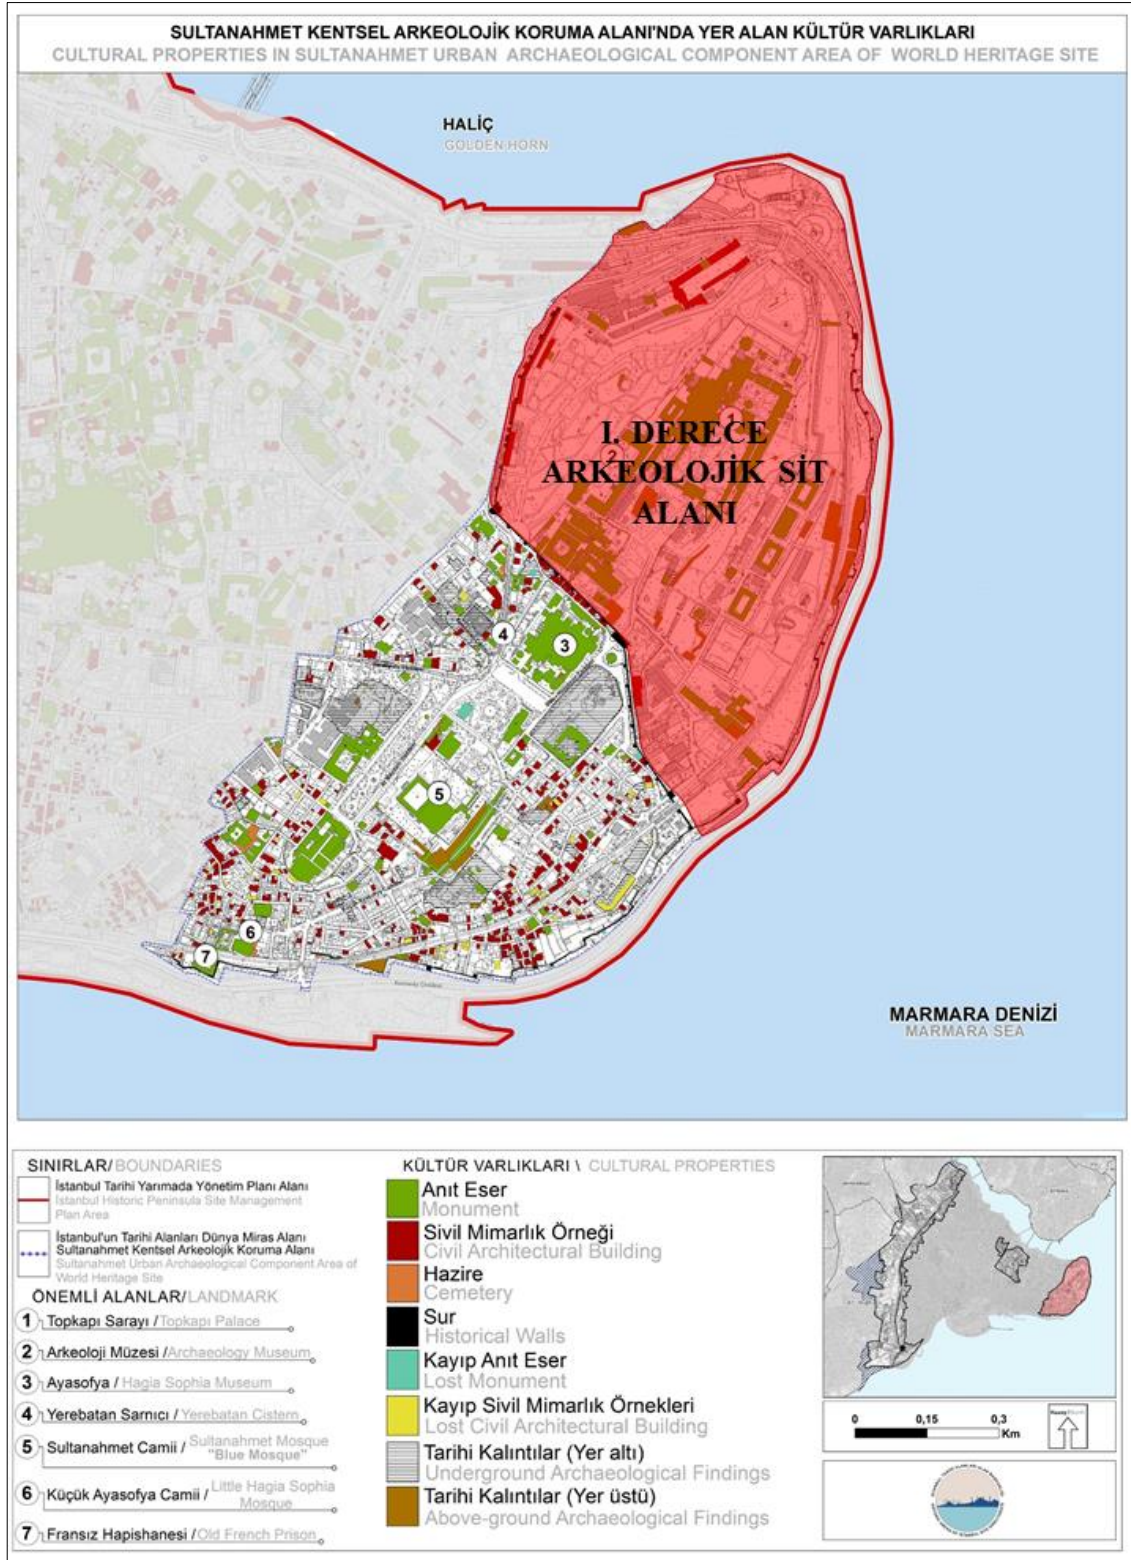 SULTANAHMET KENTSEL ARKEOLOJİK KORUMA ALANI'NDA YER ALAN KÜLTÜR VARLIKLARI
CULTURAL PROPERTIES IN SULTANAHMET URBAN ARCHAEOLOGICAL COMPONENT AREA OF WORLD HERITAGE SITE
HALİÇ
GOLDEN HORN
1
2
I. DERECE
ARKEOLOJİK SİT
ALANI
3
4
5
6
7
MARMARA DENİZİ
MARMARA SEA
SINIRLAR/BOUNDARIES
İstanbul Tarihi Yarımada Yönetim Planı Alanı
İstanbul Historic Peninsula Site Management
Plan Area
İstanbul'un Tarihi Alanları Dünya Miras Alanı
Sultanahmet Kentsel Arkeolojik Koruma Alanı
Sultanahmet Urban Archaeological Component Area of
World Heritage Site
ÖNEMLİ ALANLAR/LANDMARK
1 Topkapı Sarayı /Topkapı Palace
2 Arkeoloji Müzesi /Archaeology Museum
3 Ayasofya / Hagia Sophia Museum
4 Yerebatan Sarnıcı / Yerebatan Cistern
5 Sultanahmet Camii / Sultanahmet Mosque
"Blue Mosque"
6 Küçük Ayasofya Camii / Little Hagia Sophia
Mosque
7 Fransız Hapishanesi /Old French Prison
KÜLTÜR VARLIKLARI \ CULTURAL PROPERTIES
Anıt Eser
Monument
Sivil Mimarlık Örneği
Civil Architectural Building
Hazire
Cemetery
Sur
Historical Walls
Kayıp Anıt Eser
Lost Monument
Kayıp Sivil Mimarlık Örnekleri
Lost Civil Architectural Building
Tarihi Kalıntılar (Yer altı)
Underground Archaeological Findings
Tarihi Kalıntılar (Yer üstü)
Above-ground Archaeological Findings
0 0,15 0,3
Km